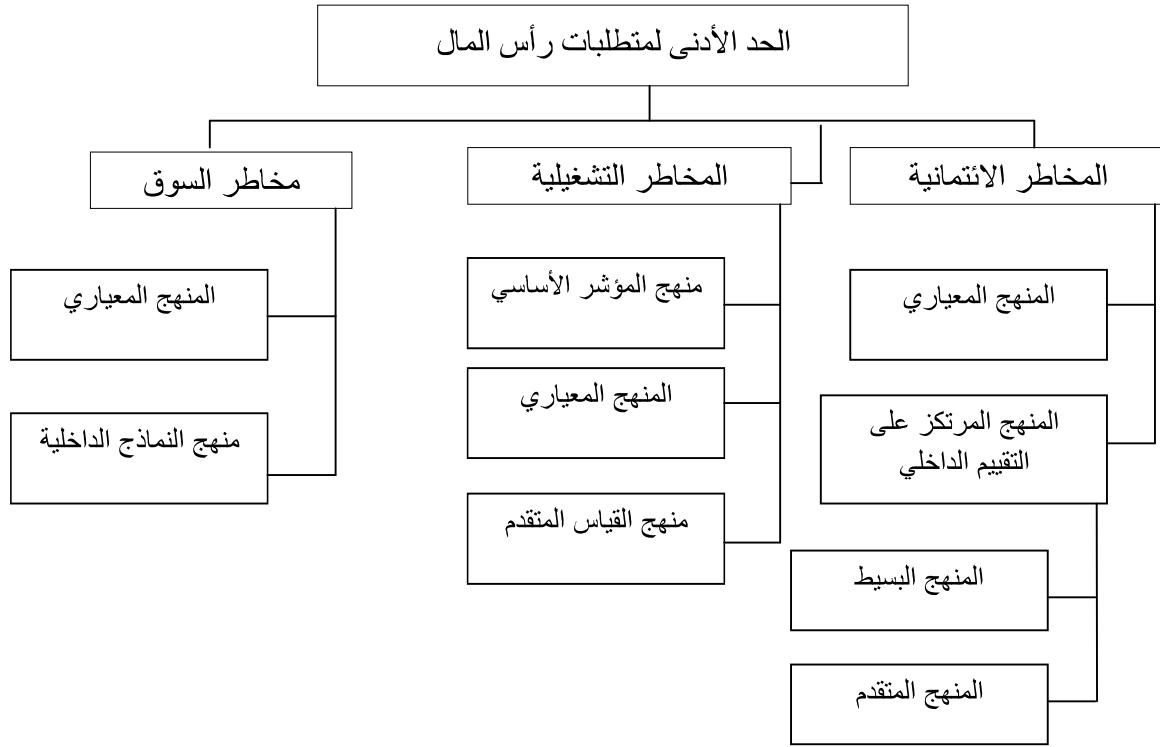 الحد الأدنى لمتطلبات رأس المال
المخاطر الائتمانية
المخاطر التشغيلية
مخاطر السوق
المنهج المعياري
المنهج المرتكز على
التقييم الداخلي
المنهج البسيط
المنهج المتقدم
منهج المؤشر الأساسي
المنهج المعياري
منهج القياس المتقدم
المنهج المعياري
منهج النماذج الداخلية